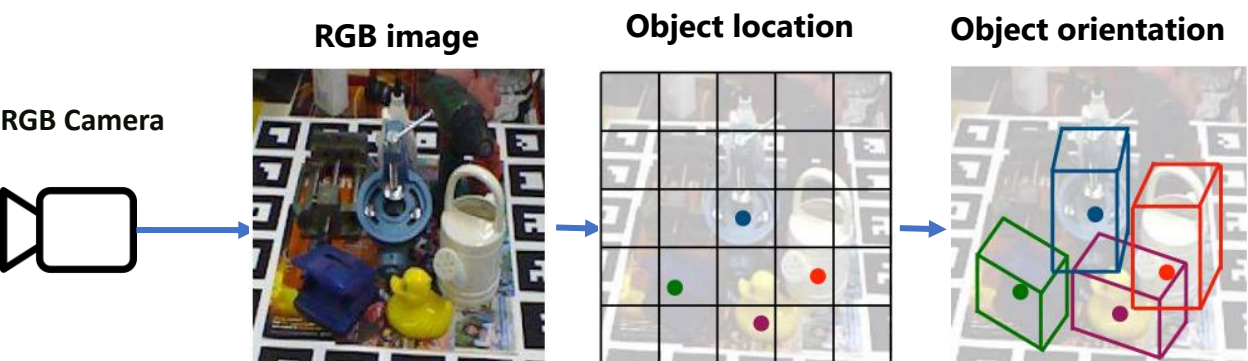 RGB image
Object location
Object orientation
RGB Camera